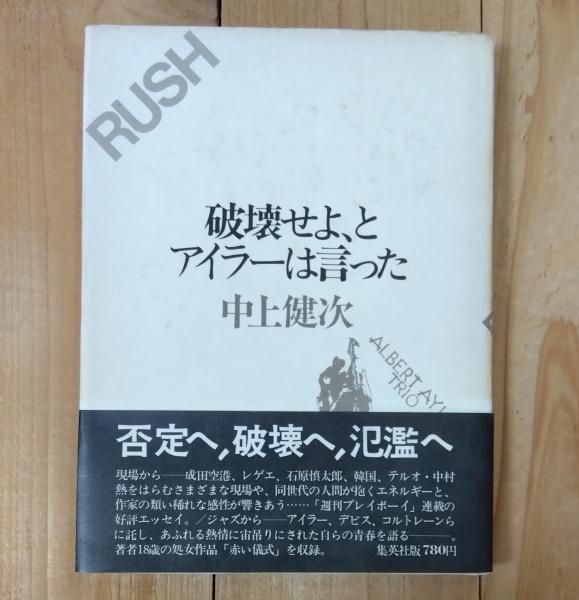 RUSH
破壊せよ、と
アイラーは言った
中上健次
ALBERT AYL
TRIO
否定へ,破壊へ,氾濫へ
現場から――成田空港、レゲエ、石原慎太郎、韓国、テルオ・中村
熱をはらむさまざまな現場や、同世代の人間が抱くエネルギーと、
作家の類い稀な感性が響きあう……「週刊プレイボーイ」連載の
好評エッセイ。／ジャズから――アイラー、デビス、コルトレーンら
に託し、あふれる熱情に宙吊りにされた自らの青春を語る――。
著者18歳の処女作品「赤い儀式」を収録。 集英社版780円